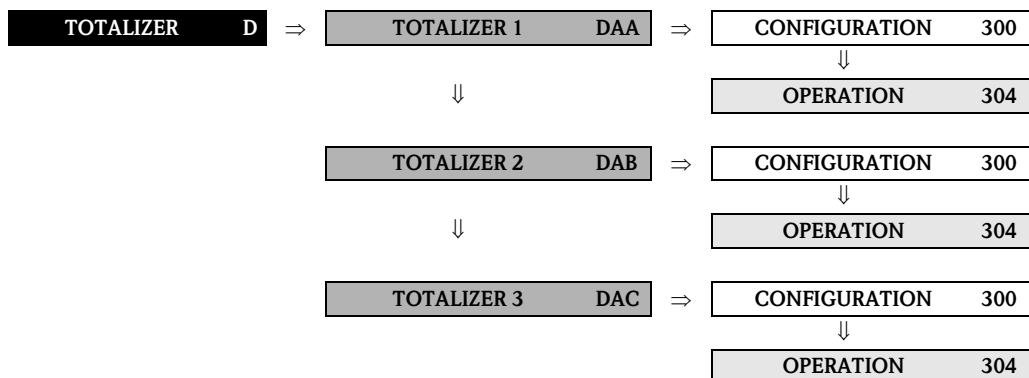 TOTALIZER D ⇒ TOTALIZER 1 DAA ⇒ CONFIGURATION 300
⇓
⇓ OPERATION 304
TOTALIZER 2 DAB ⇒ CONFIGURATION 300
⇓
⇓ OPERATION 304
TOTALIZER 3 DAC ⇒ CONFIGURATION 300
⇓
OPERATION 304